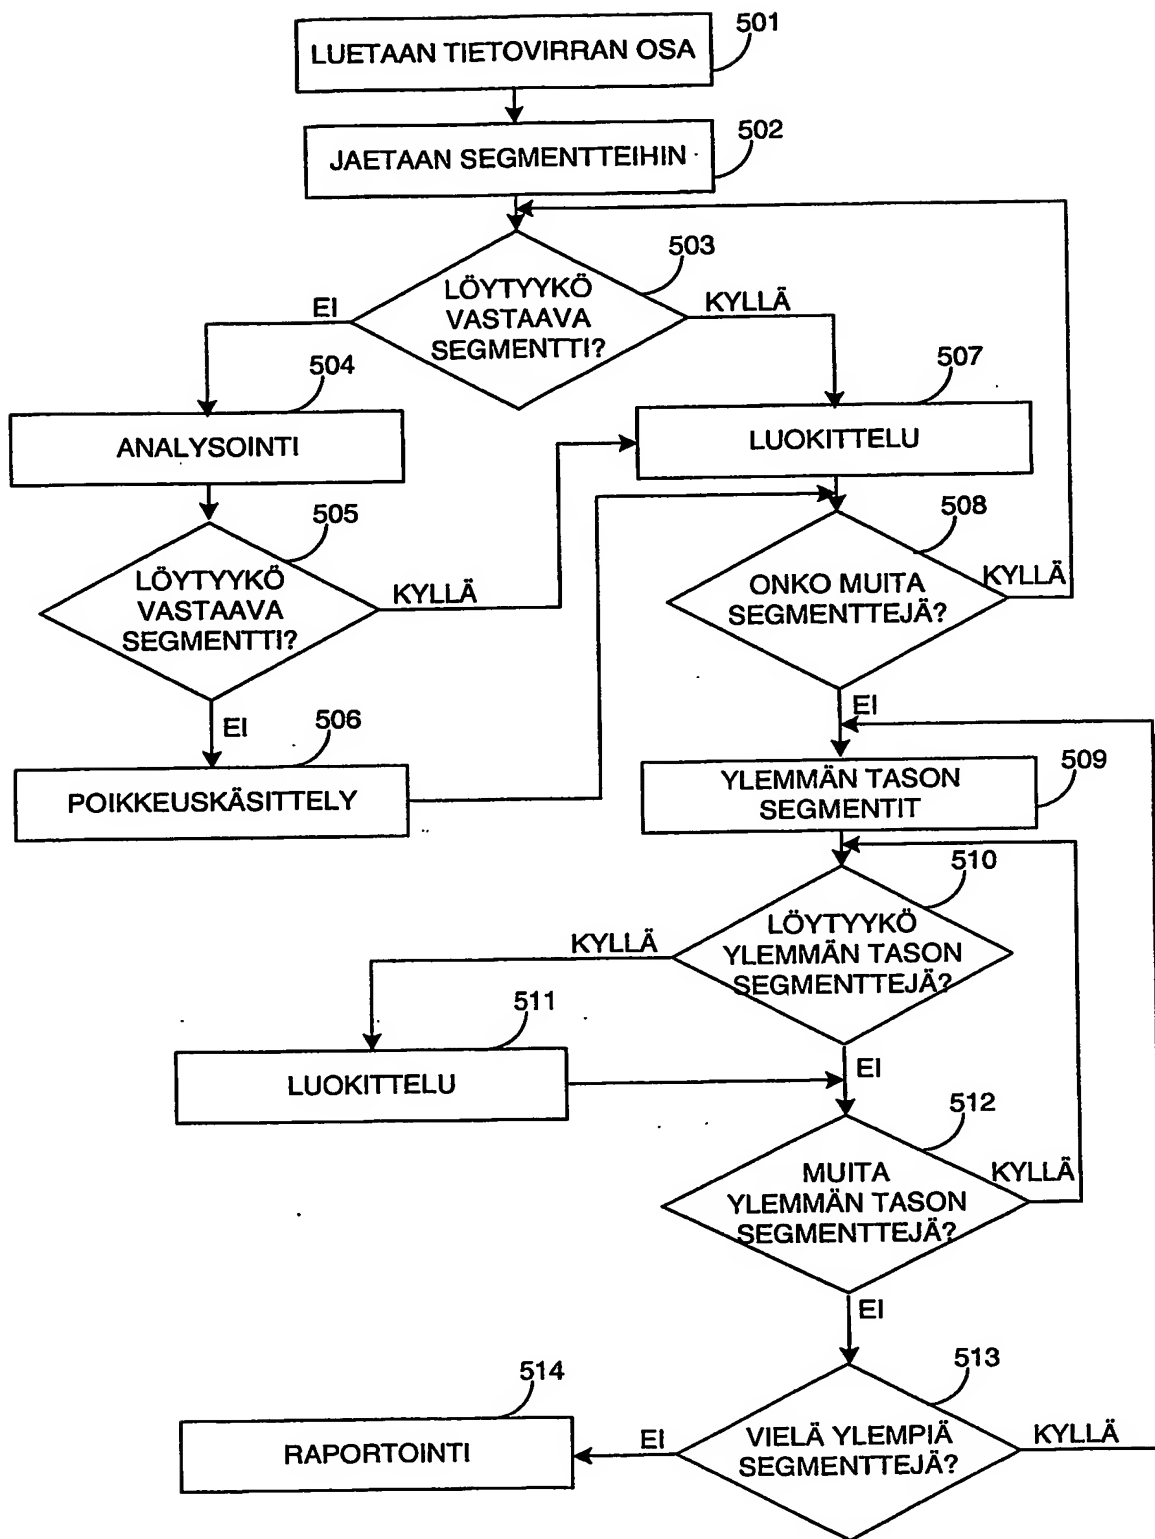 501
LUETAAN TIETOVIRRAN OSA
502
JAETAAN SEGMENTTEIHIN
503
LÖYTYYKÖ
VASTAAVA
SEGMENTTI?
EI
KYLLÄ
504
ANALYSOINTI
507
LUOKITTELU
505
LÖYTYYKÖ
VASTAAVA
SEGMENTTI?
KYLLÄ
EI
508
ONKO MUITA
SEGMENTTEJÄ?
KYLLÄ
EI
506
POIKKEUSKÄSITTELY
509
YLEMMÄN TASON
SEGMENTIT
510
LÖYTYYKÖ
YLEMMÄN TASON
SEGMENTTEJÄ?
KYLLÄ
EI
511
LUOKITTELU
512
MUITA
YLEMMÄN TASON
SEGMENTTEJÄ?
KYLLÄ
EI
513
VIELÄ YLEMPIÄ
SEGMENTTEJÄ?
EI
KYLLÄ
514
RAPORTOINTI